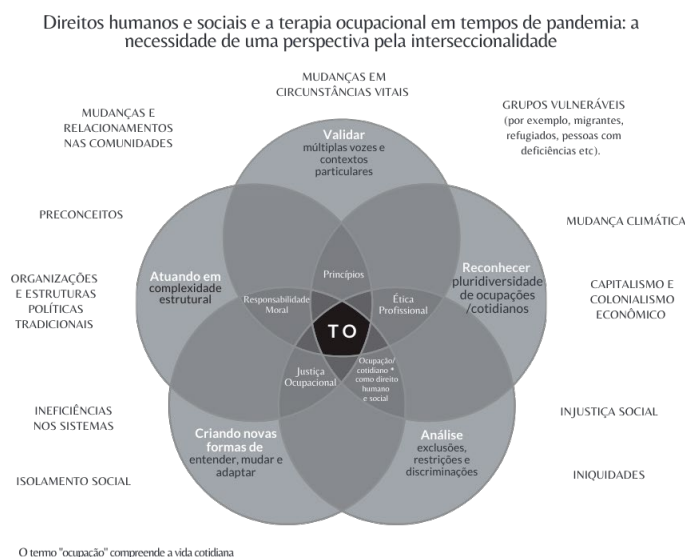 Direitos humanos e sociais e a terapia ocupacional em tempos de pandemia: a
necessidade de uma perspectiva pela interseccionalidade
MUDANÇAS EM
CIRCUNSTÂNCIAS VITAIS
MUDANÇAS E
RELACIONAMENTOS
NAS COMUNIDADES
GRUPOS VULNERÁVEIS
(por exemplo, migrantes,
refugiados, pessoas com
deficiências etc).
Validar
múltiplas vozes e
contextos
particulares
PRECONCEITOS
MUDANÇA CLIMÁTICA
ORGANIZAÇÕES
E ESTRUTURAS
POLÍTICAS
TRADICIONAIS
Atuando em
complexidade
estrutural
Princípios
Reconhecer
pluridiversidade
de ocupações
/cotidianos
CAPITALISMO E
COLONIALISMO
ECONÔMICO
Responsabilidade
Moral
Ética
Profissional
TO
Justiça
Ocupacional
Ocupação/
cotidiano *
como direito
humano
e social
INEFICIÊNCIAS
NOS SISTEMAS
INJUSTIÇA SOCIAL
Criando novas
formas de
entender, mudar e
adaptar
Análise
exclusões,
restrições e
discriminações
ISOLAMENTO SOCIAL
INIQUIDADES
O termo "ocupação" compreende a vida cotidiana